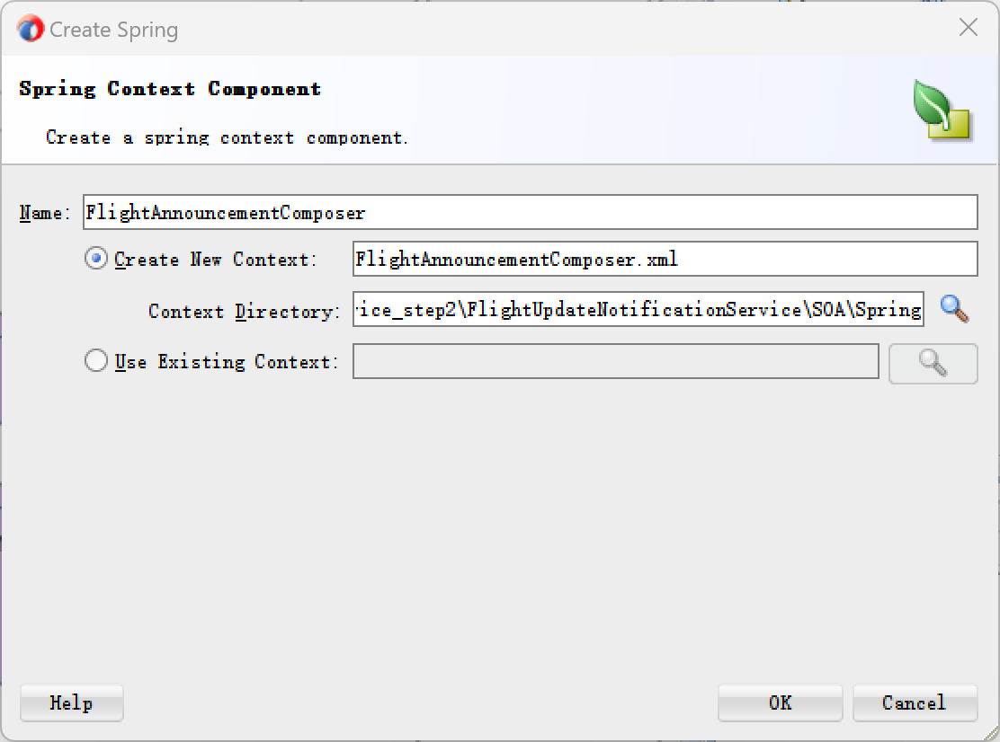 Create Spring
Spring Context Component
Create a spring context component.
Name: FlightAnnouncementComposer
Create New Context: FlightAnnouncementComposer.xml
Context Directory: ice_step2\FlightUpdateNotificationService\SOA\Spring
Use Existing Context:
Help OK Cancel